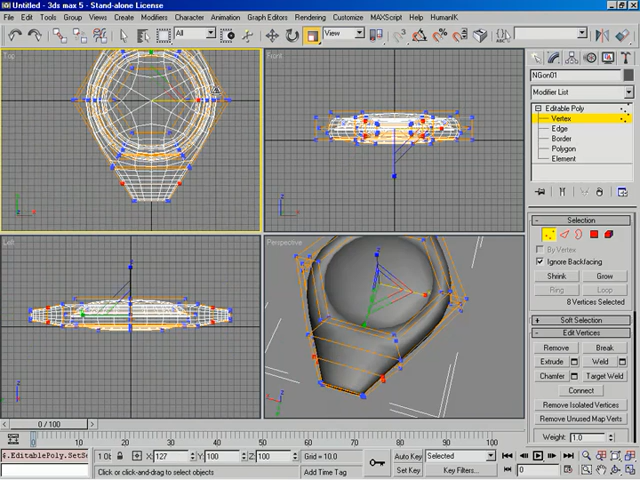 Untitled - 3ds max 5 - Stand-alone License
File Edit Tools Group Views Create Modifiers Character Animation Graph Editors Rendering Customize MAXScript HumanIK
All
View
Top
Front
Left
Perspective
NGon01
Modifier List
Editable Poly
Vertex
Edge
Border
Polygon
Element
Selection
By Vertex
Ignore Backfacing
Shrink Grow
Ring Loop
8 Vertices Selected
Soft Selection
Edit Vertices
Remove Break
Extrude Weld
Chamfer Target Weld
Connect
Remove Isolated Vertices
Remove Unused Map Verts
Weight: 1.0
0 / 100
0 10 20 30 40 50 60 70 80 90 100
$.EditablePoly.SetSe
1 Ob X: 127 Y: 100 Z: 100 Grid = 10.0
Auto Key Selected
Click or click-and-drag to select objects
Add Time Tag
Set Key Key Filters...
0